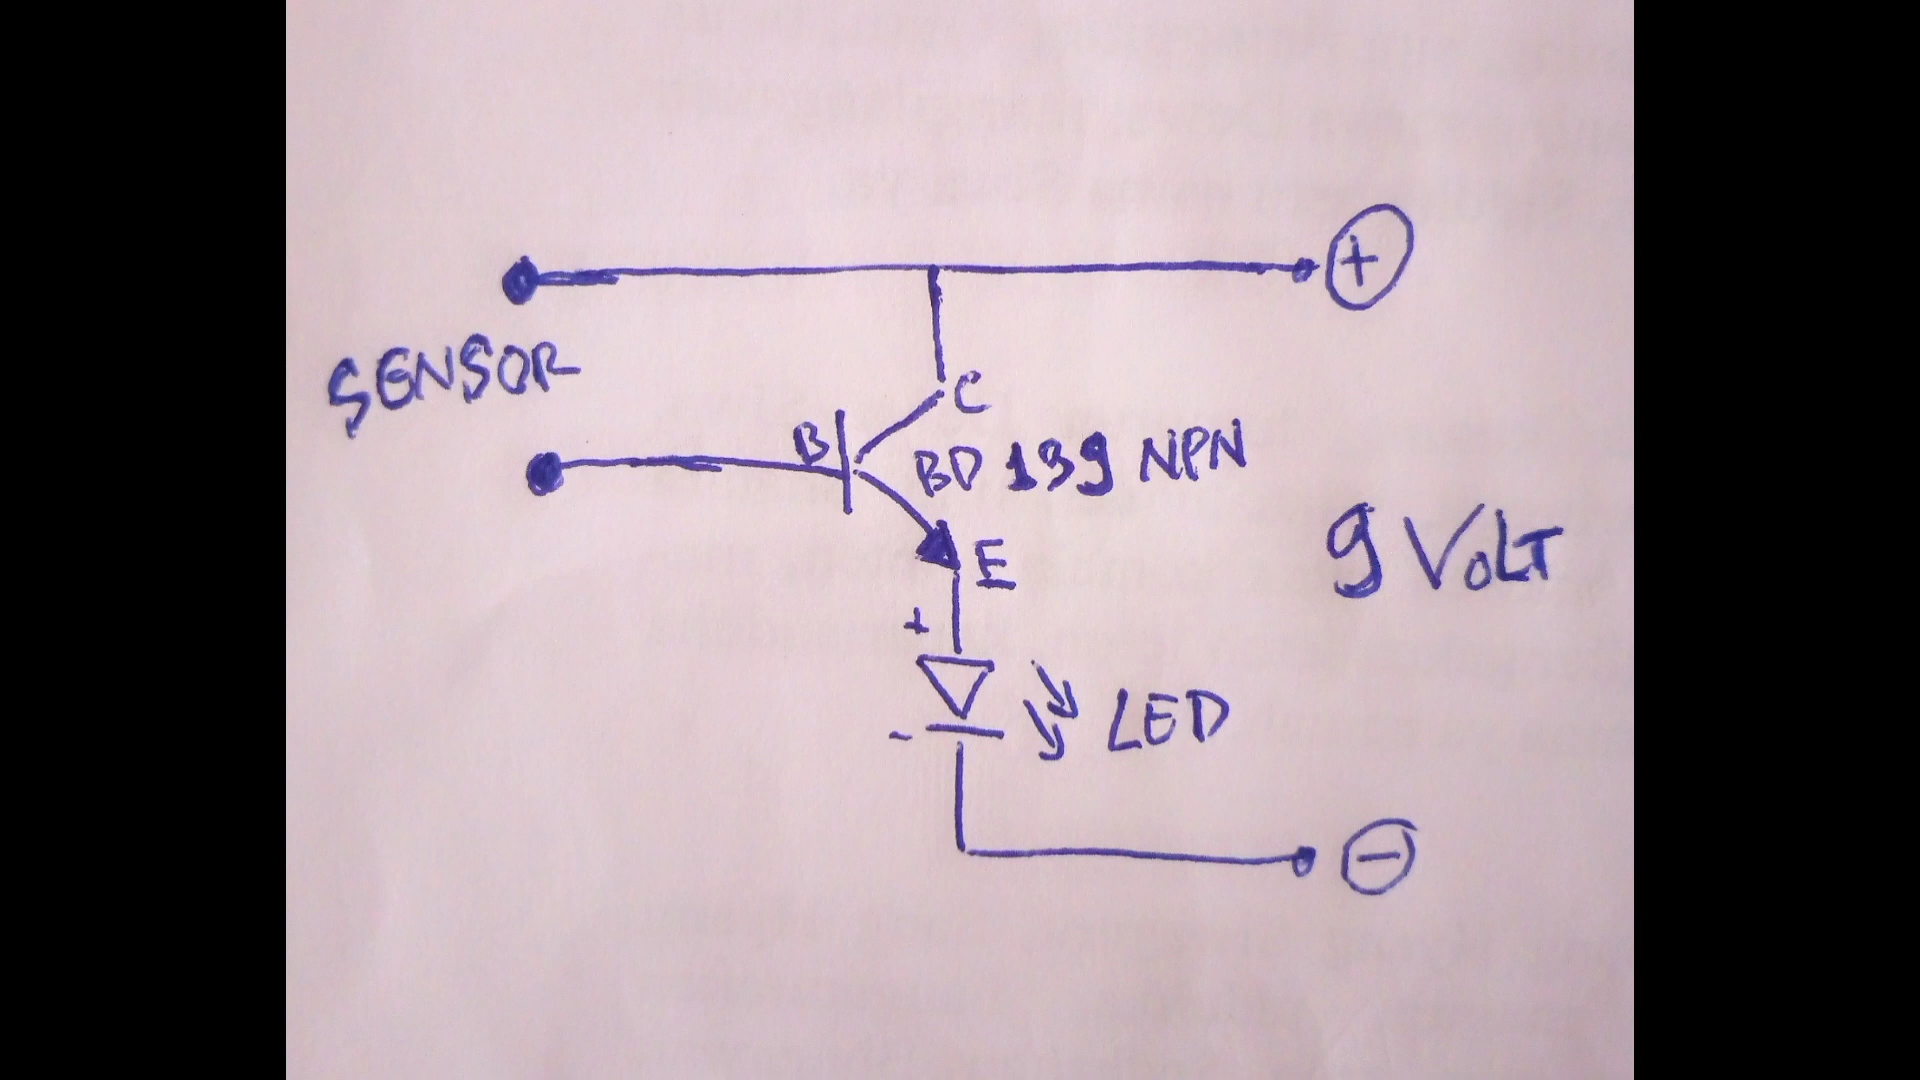 +
SENSOR
C
B
BD 139 NPN
9 VOLT
E
+
LED
-
-